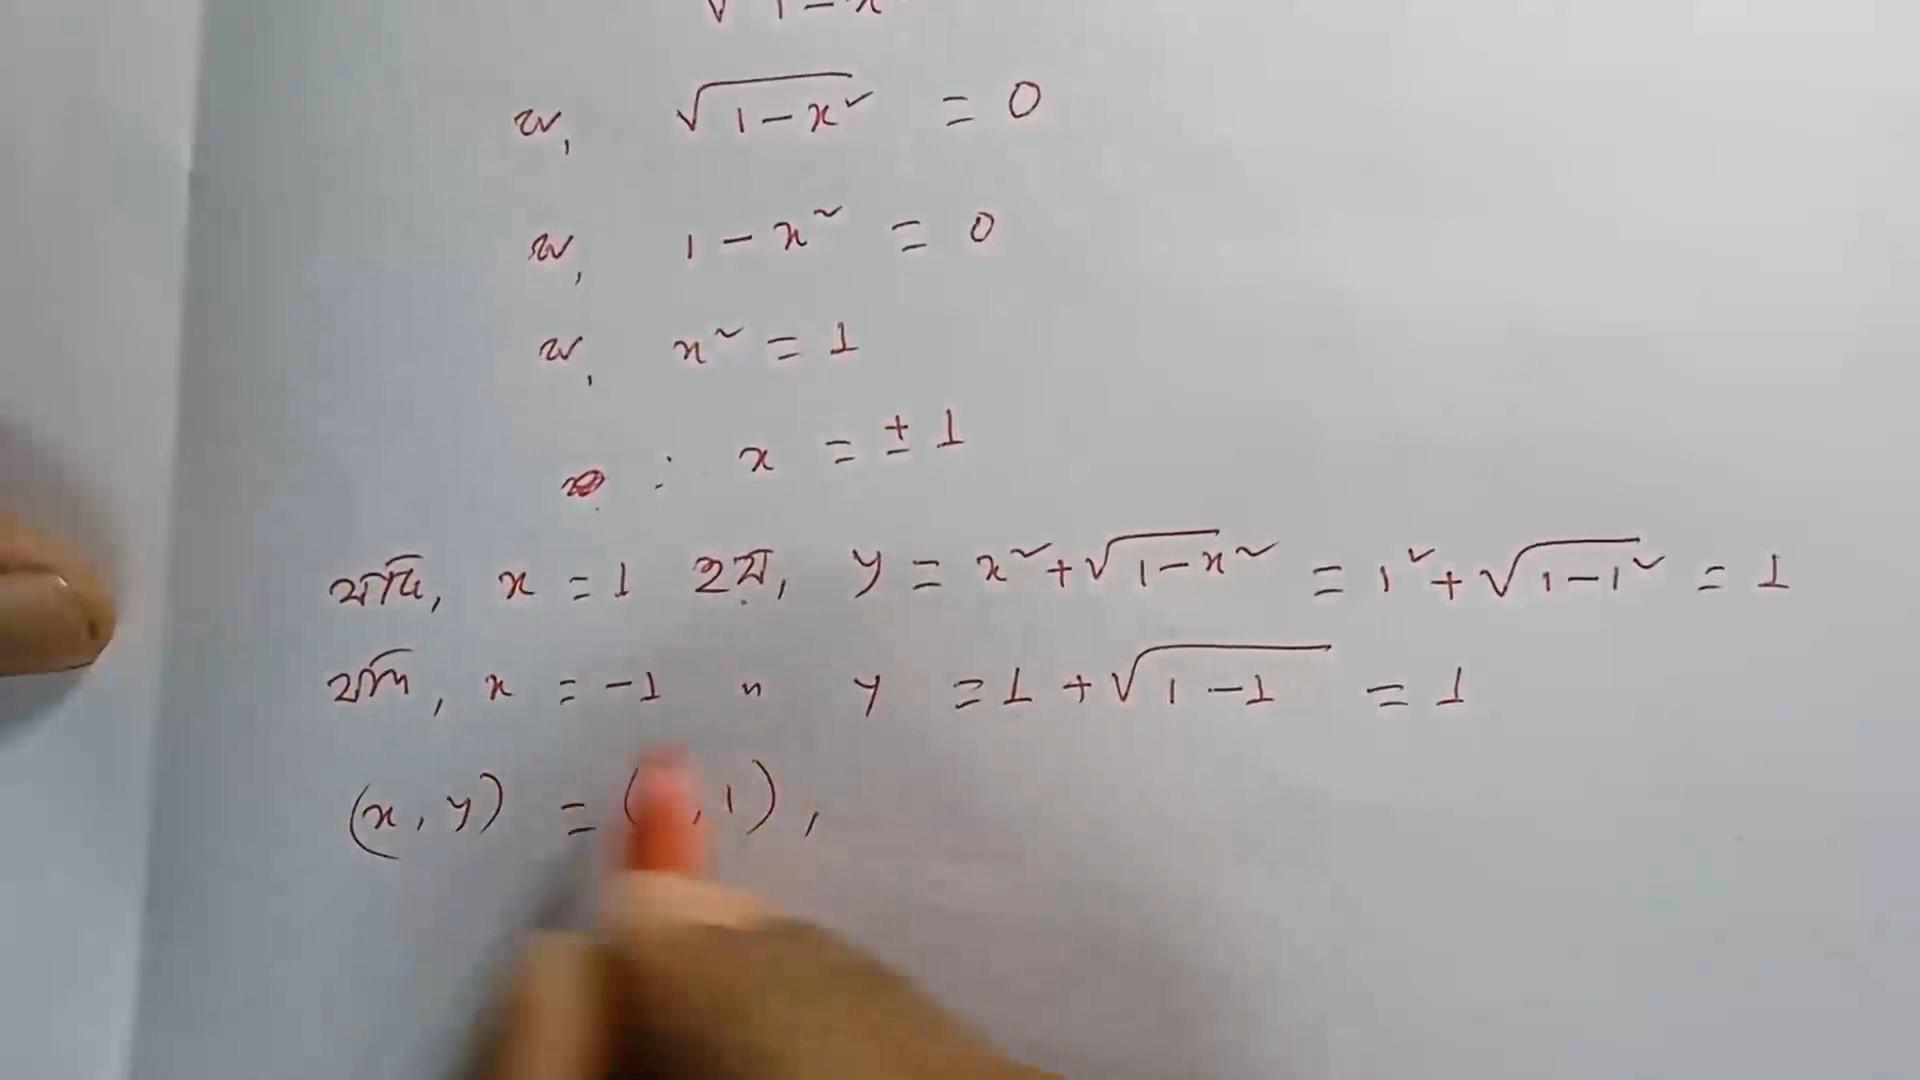 বা, √1-x² = 0
বা, 1-x² = 0
বা, x² = 1
∴ x = ±1
যদি, x = 1 হয়, y = x²+√1-x² = 1²+√1-1² = 1
যদি, x = -1 " y = 1+√1-1 = 1
(x, y) = ( , 1),